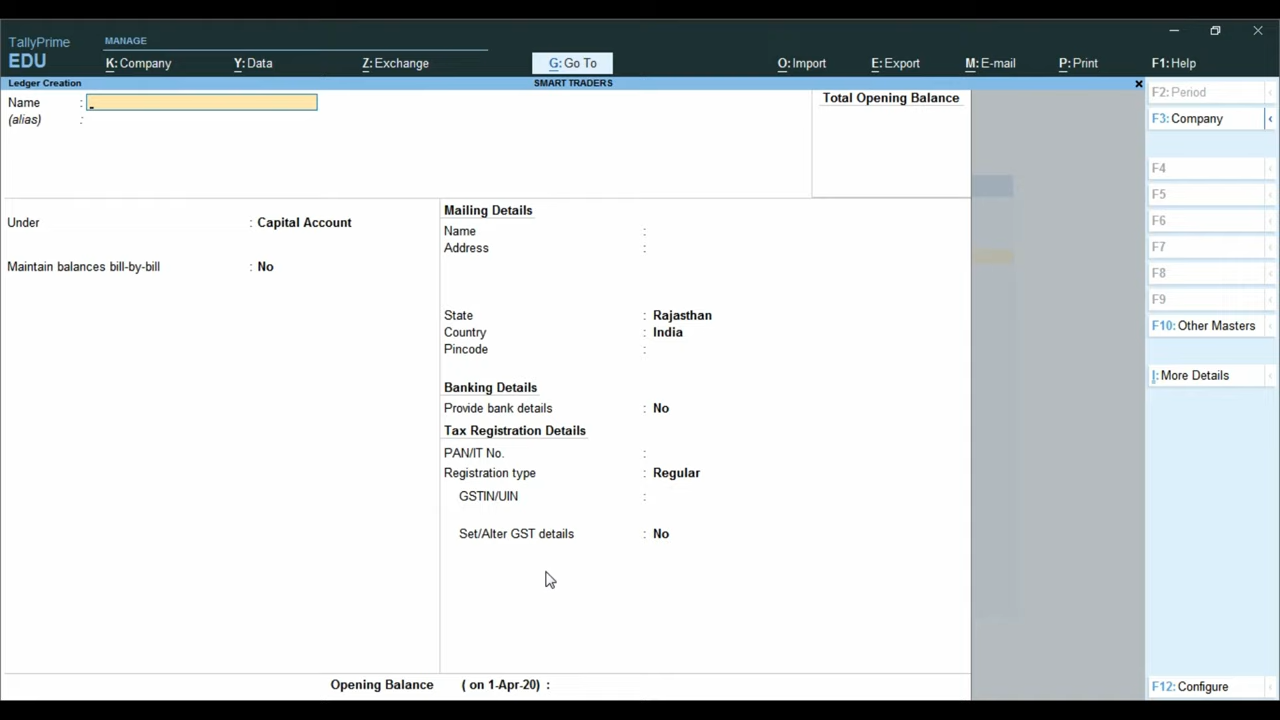 TallyPrime
EDU
MANAGE
K: Company
Y: Data
Z: Exchange
G: Go To
O: Import
E: Export
M: E-mail
P: Print
F1: Help
Ledger Creation
SMART TRADERS
Name :
(alias) :
Total Opening Balance
Under : Capital Account
Maintain balances bill-by-bill : No
Mailing Details
Name :
Address :
State : Rajasthan
Country : India
Pincode :
Banking Details
Provide bank details : No
Tax Registration Details
PAN/IT No. :
Registration type : Regular
GSTIN/UIN :
Set/Alter GST details : No
Opening Balance ( on 1-Apr-20) :
F2: Period
F3: Company
F4
F5
F6
F7
F8
F9
F10: Other Masters
I: More Details
F12: Configure